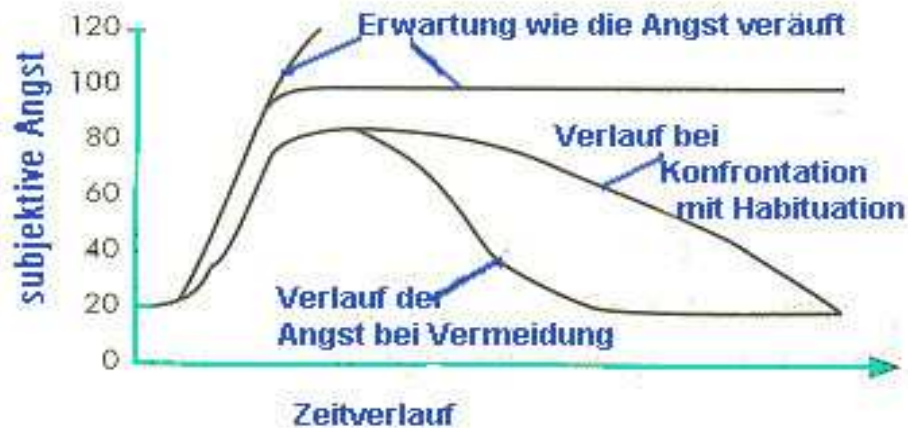 120
Erwartung wie die Angst veräuft
100
80
60
40
20
0
subjektive Angst
Verlauf bei
Konfrontation
mit Habituation
Verlauf der
Angst bei Vermeidung
Zeitverlauf